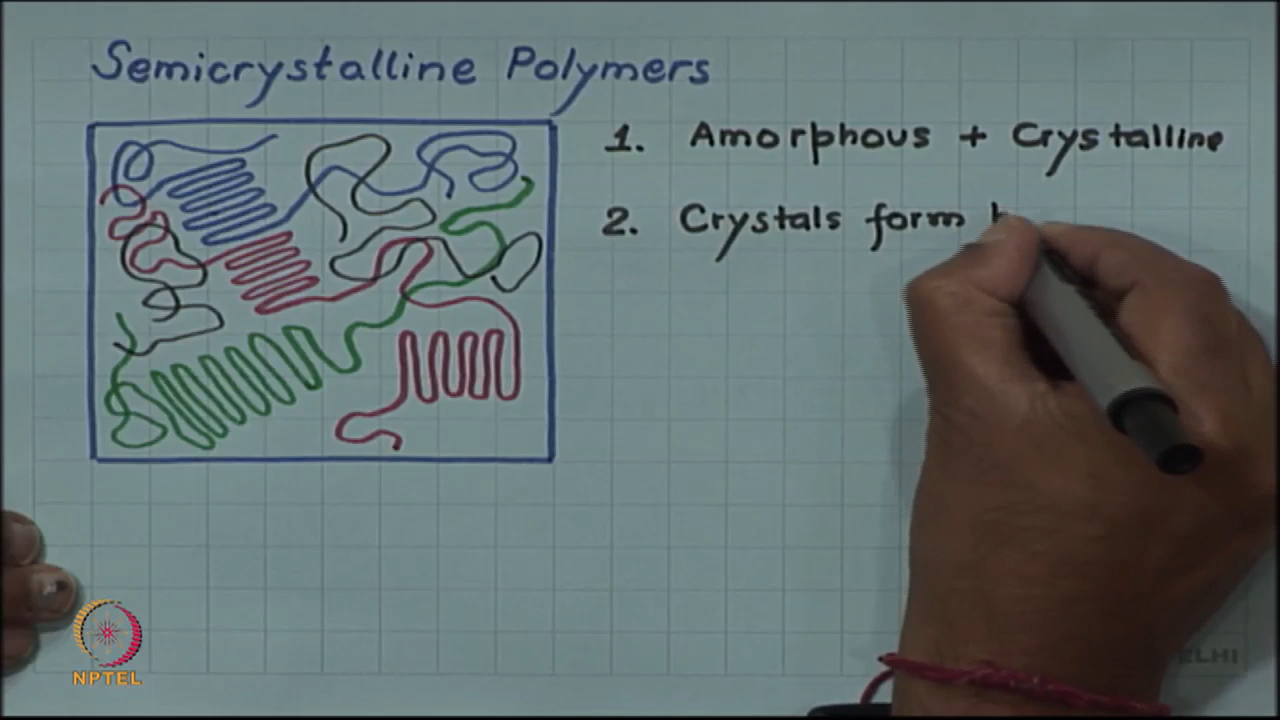 Semicrystalline Polymers
1. Amorphous + Crystalline
2. Crystals form
NPTEL